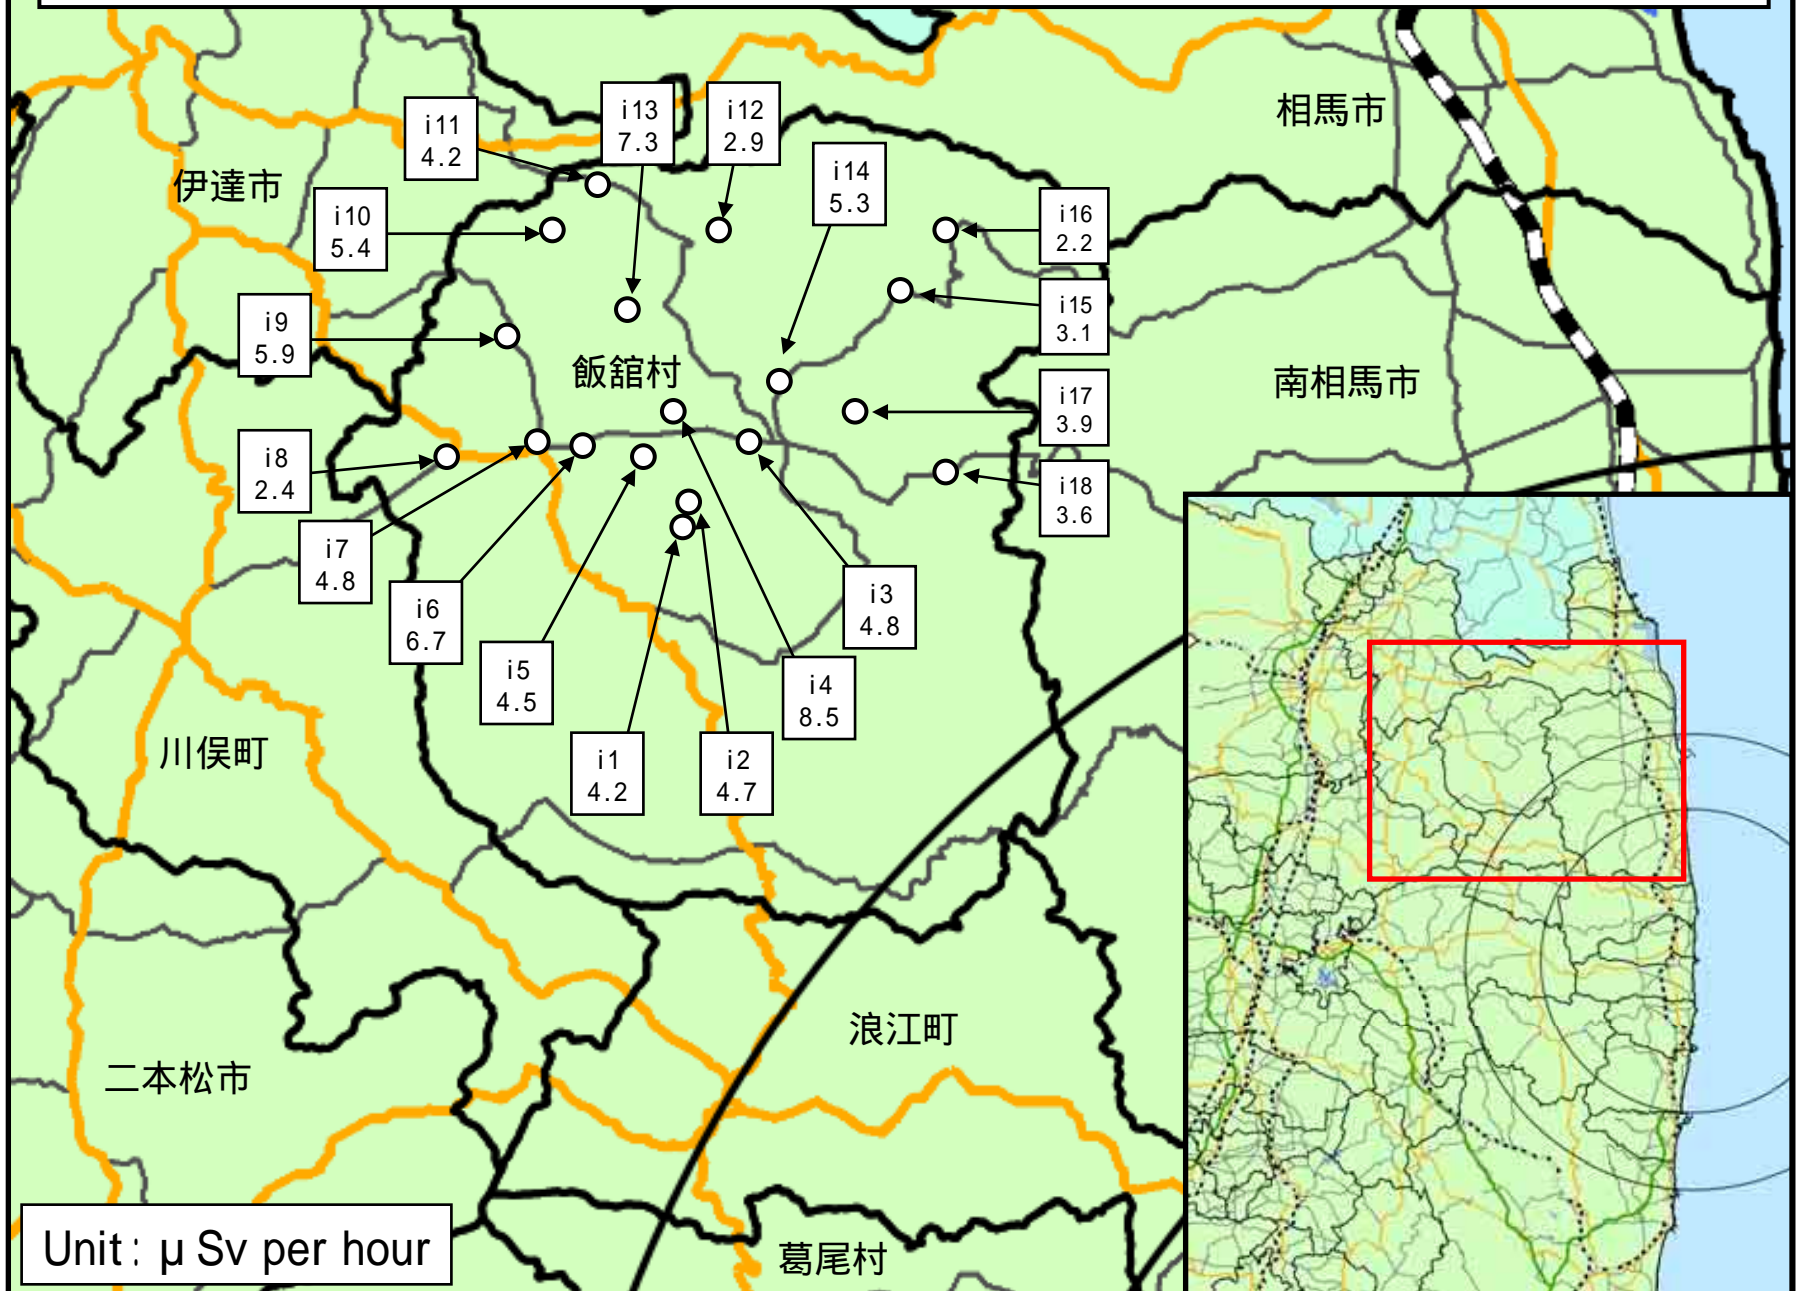 i13
7.3
i12
2.9
i11
4.2
相馬市
i14
5.3
伊達市
i10
5.4
i16
2.2
i15
3.1
i9
5.9
飯舘村
南相馬市
i17
3.9
i8
2.4
i18
3.6
i7
4.8
i6
6.7
i3
4.8
i5
4.5
i4
8.5
川俣町
i1
4.2
i2
4.7
浪江町
二本松市
Unit: μ Sv per hour
葛尾村